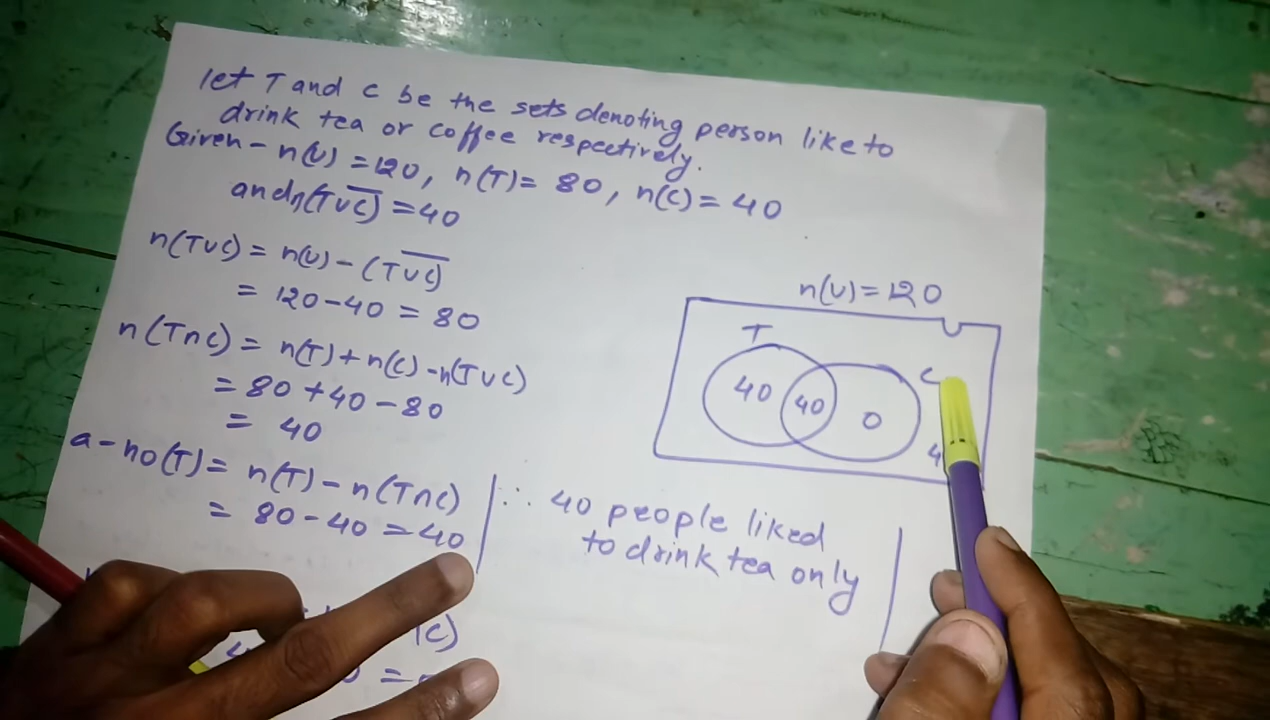 let T and C be the sets denoting person like to
drink tea or coffee respectively.
Given - n(U) = 120, n(T) = 80, n(C) = 40
and n(T∪C)̅ = 40
n(T∪C) = n(U) - (T∪C)̅
= 120 - 40 = 80
n(T∩C) = n(T) + n(C) - n(T∪C)
= 80 + 40 - 80
= 40
a - no(T) = n(T) - n(T∩C)
= 80 - 40 = 40
∴ 40 people liked
to drink tea only
n(U) = 120
T
C
40
40
0